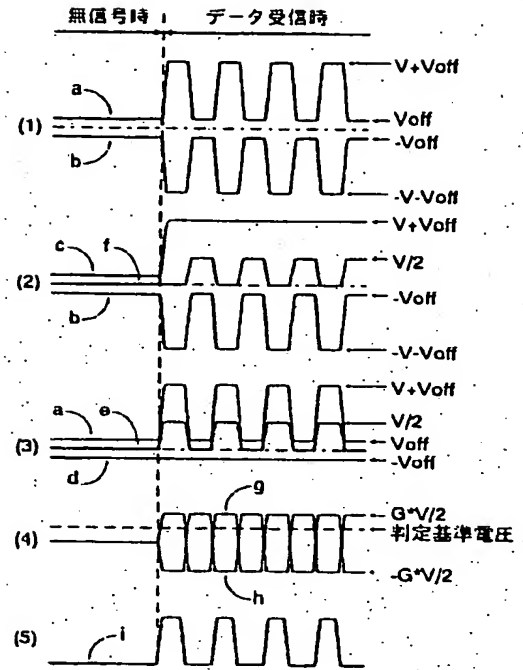 無信号時 データ受信時
V+Voff
a
(1) Voff
-Voff
b
-V-Voff
V+Voff
c f V/2
(2)
b -Voff
-V-Voff
V+Voff
a e V/2
(3) Voff
d -Voff
g G*V/2
(4) 判定基準電圧
h -G*V/2
(5) i